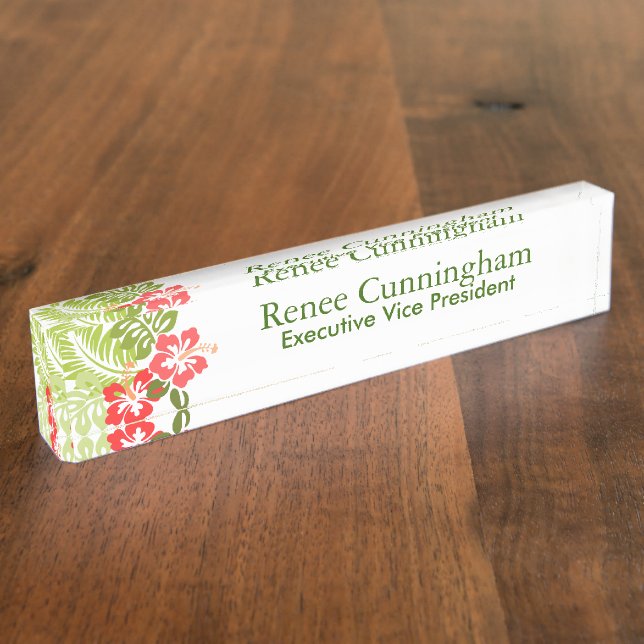 Renee Cunningham
Executive Vice President